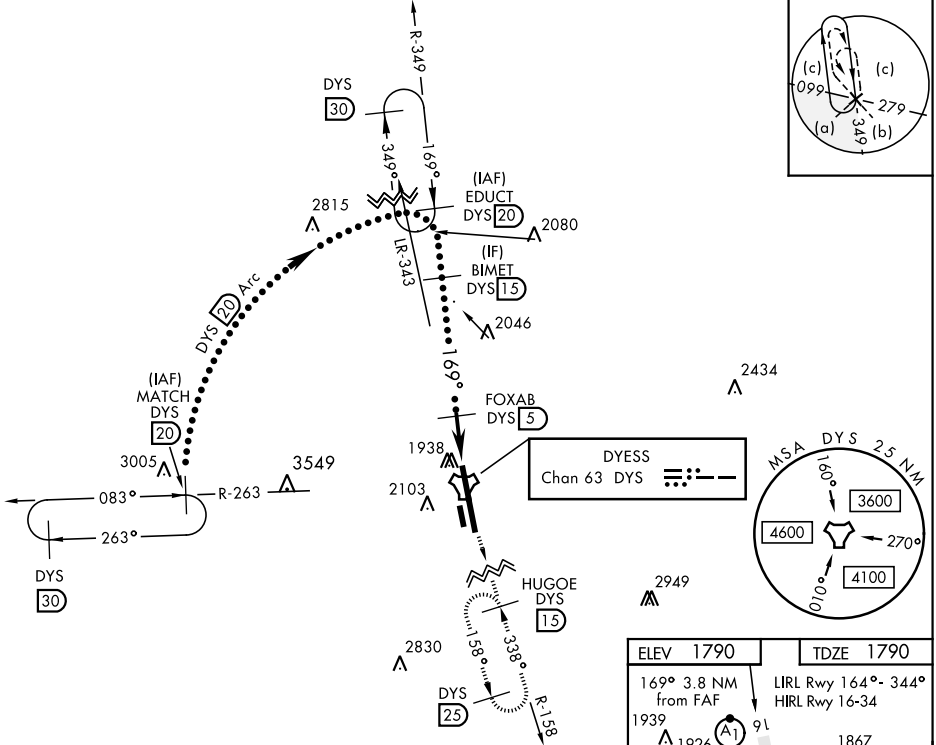 R-349
DYS
30
349°
169°
(IAF)
EDUCT
DYS 20
2815
2080
LR-343
(IF)
BIMET
DYS 15
DYS 20 Arc
2046
169°
(IAF)
MATCH
DYS
20
3005
3549
083°
R-263
263°
DYS
30
FOXAB
DYS 5
1938
2103
2434
DYESS
Chan 63 DYS
HUGOE
DYS
15
158°
338°
2830
DYS
25
R-158
2949
(c)
(c)
099
279
(a)
(b)
349
MSA DYS 25 NM
160°
3600
4600
270°
010°
4100
ELEV 1790
TDZE 1790
169° 3.8 NM
from FAF
LIRL Rwy 164°- 344°
HIRL Rwy 16-34
1939
1926
A1
16
1867